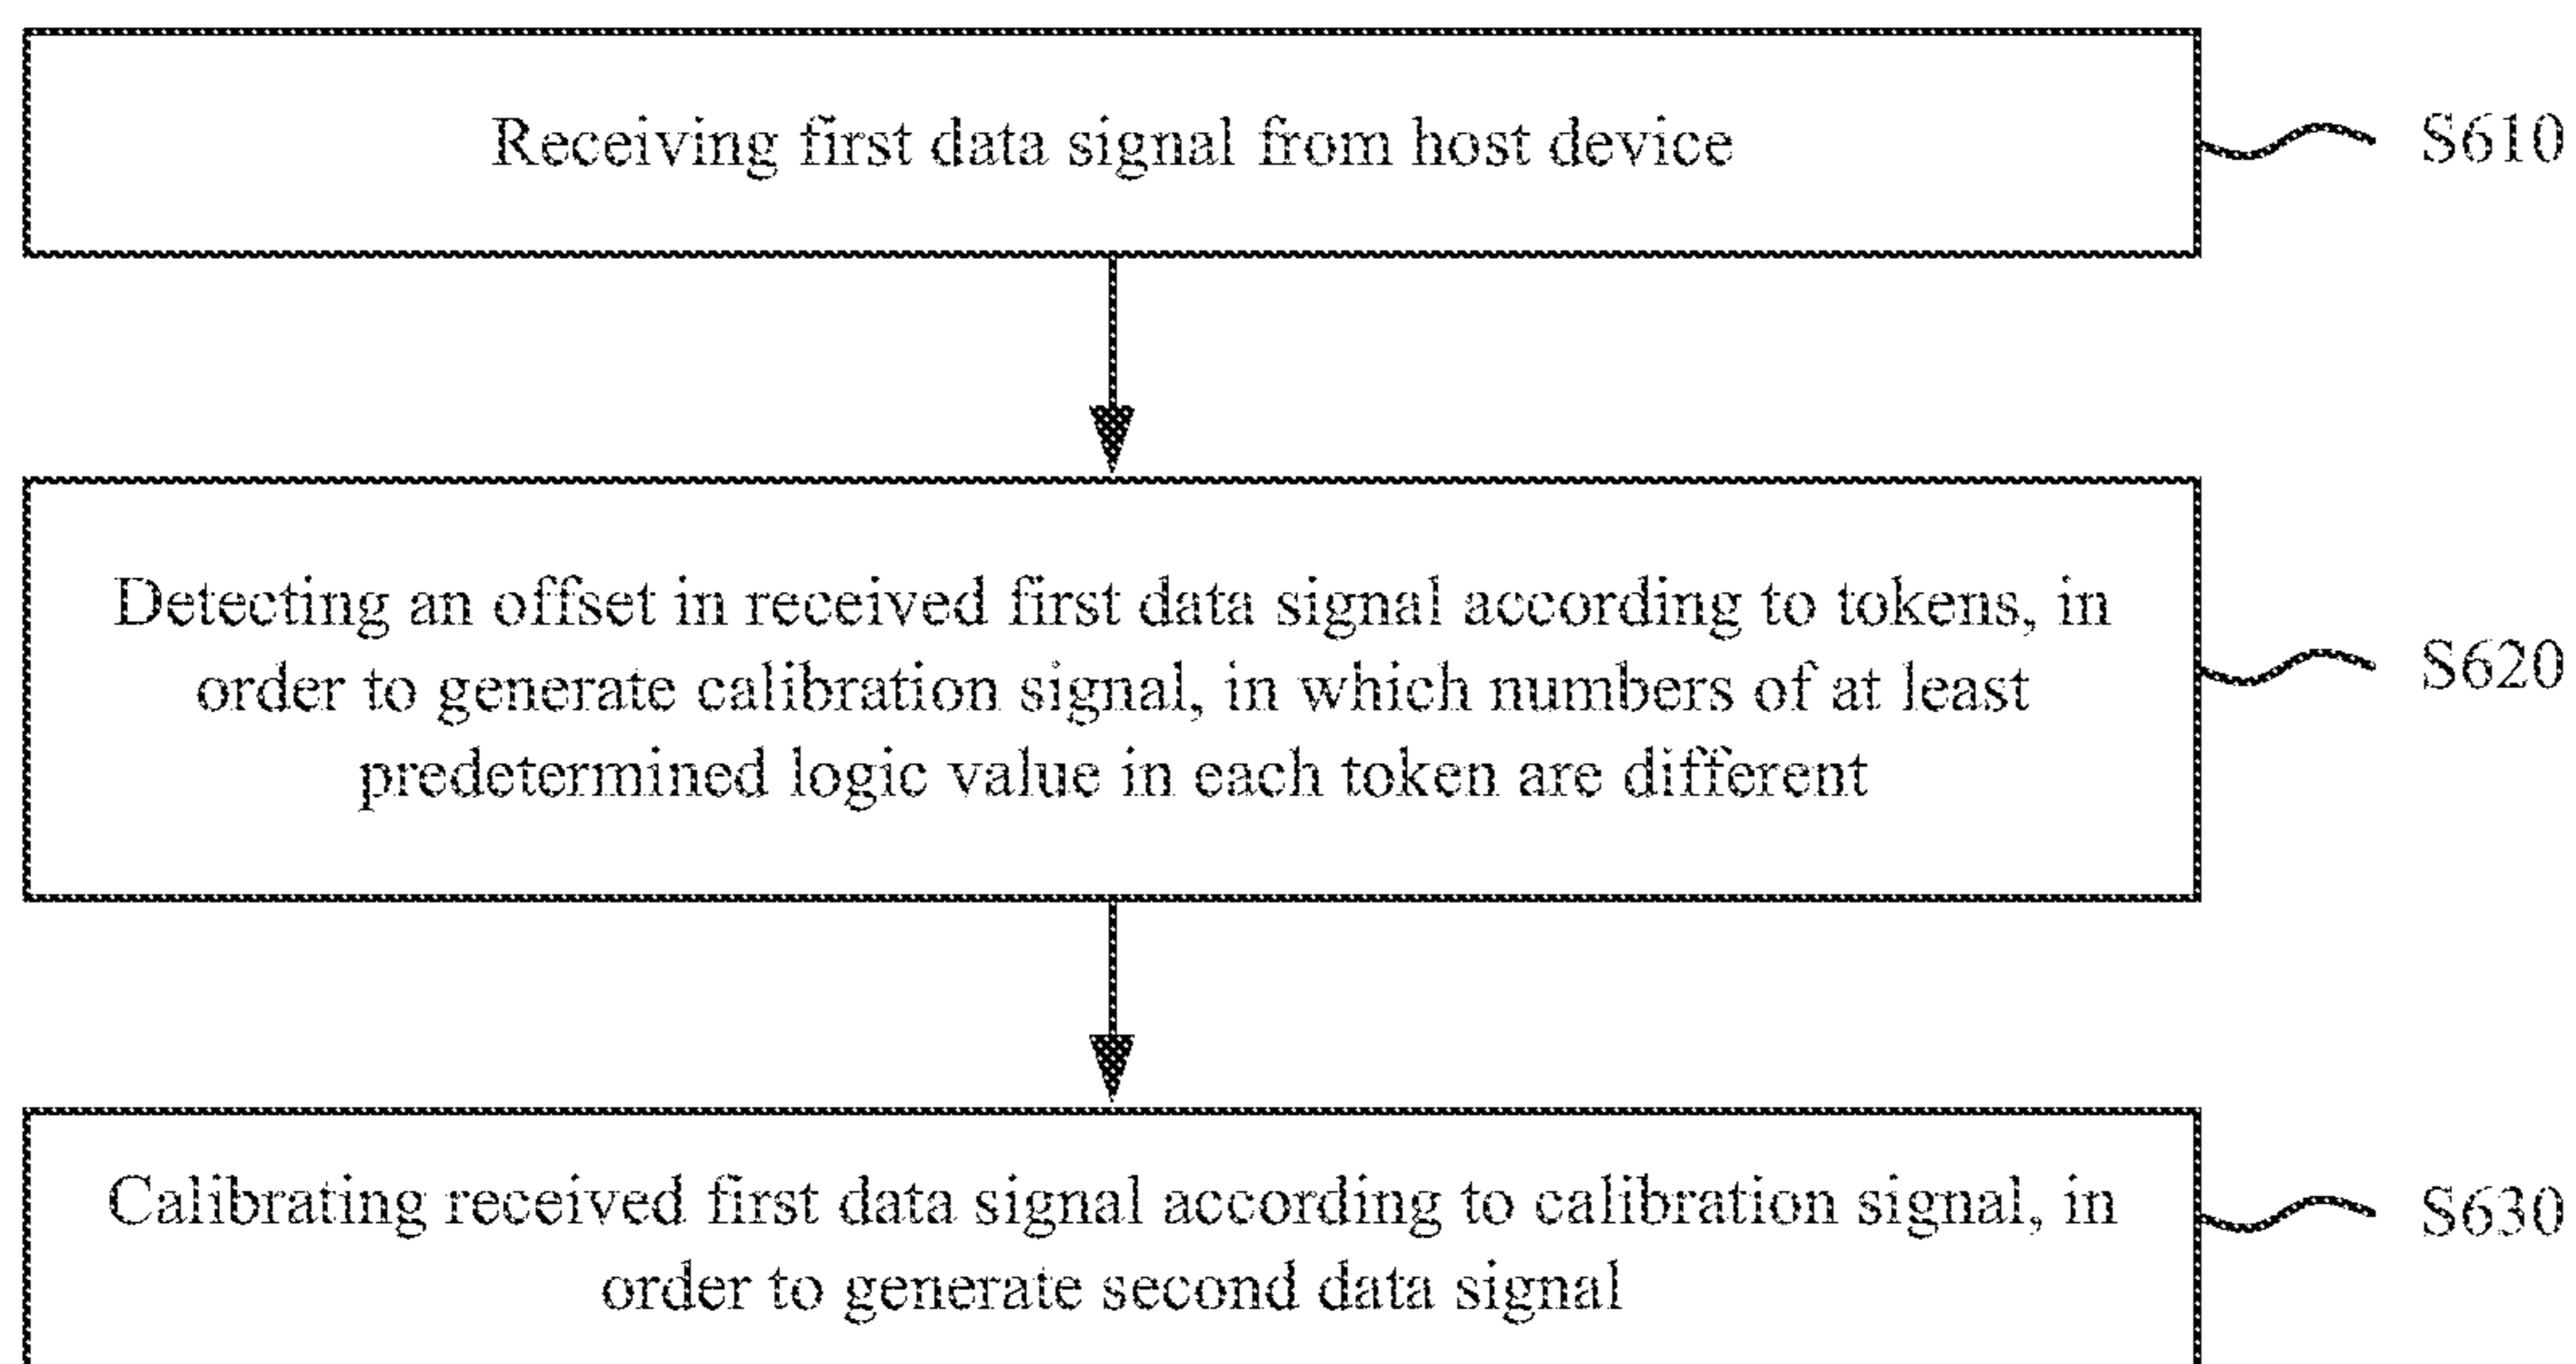 Receiving first data signal from host device
S610
Detecting an offset in received first data signal according to tokens, in
order to generate calibration signal, in which numbers of at least
predetermined logic value in each token are different
S620
Calibrating received first data signal according to calibration signal, in
order to generate second data signal
S630